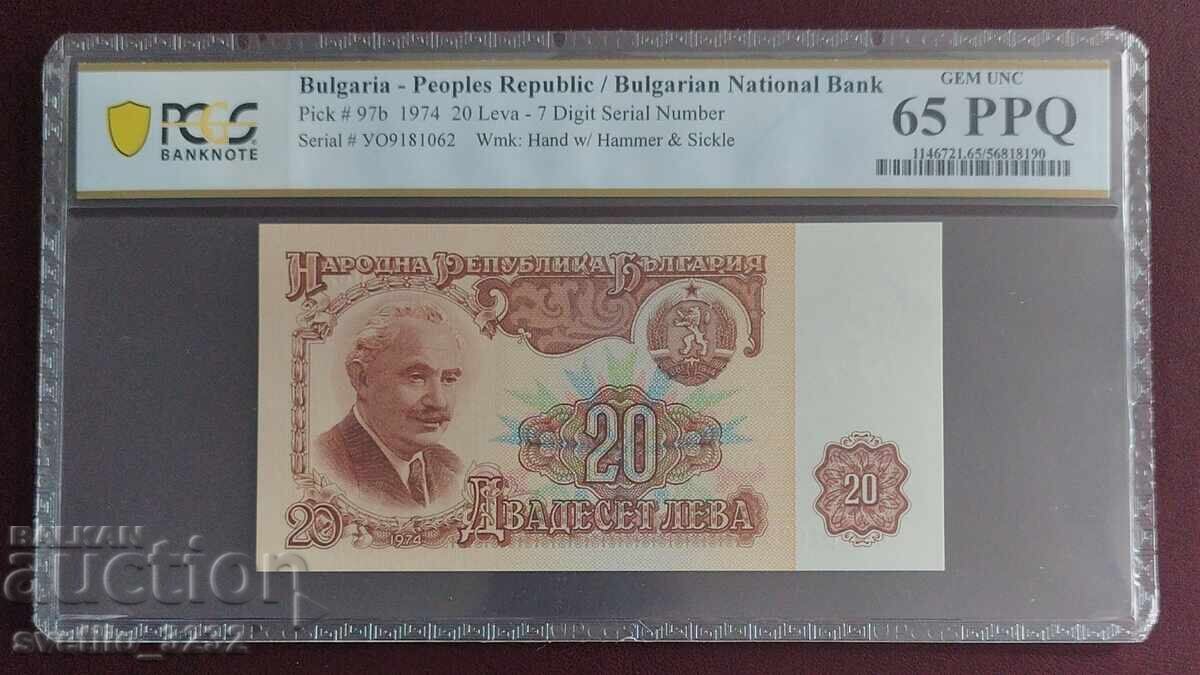 PCGS
BANKNOTE
Bulgaria - Peoples Republic / Bulgarian National Bank
Pick # 97b 1974 20 Leva - 7 Digit Serial Number
Serial # УО9181062 Wmk: Hand w/ Hammer & Sickle
GEM UNC
65 PPQ
1146721.65/56818190
НАРОДНА РЕПУБЛИКА БЪЛГАРИЯ
20
20
20
ДВАДЕСЕТ ЛЕВА
1974
BALKAN
auction
svetlio_3232